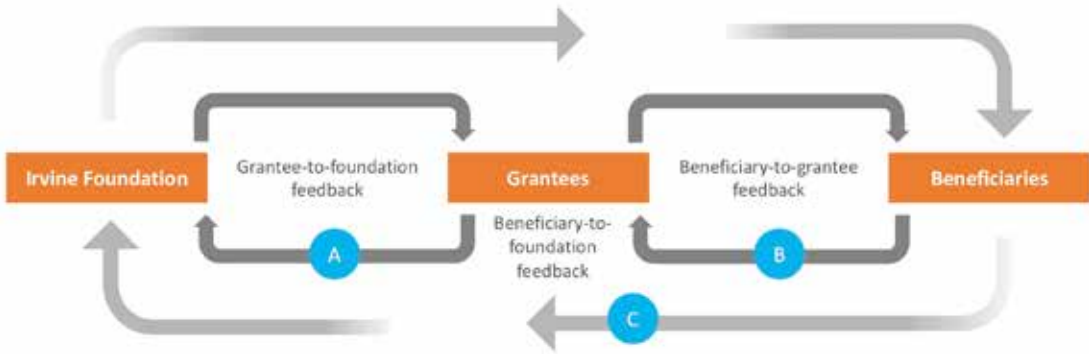 Irvine Foundation
Grantee-to-foundation
feedback
Grantees
Beneficiary-to-grantee
feedback
Beneficiaries
A
Beneficiary-to-
foundation
feedback
B
C